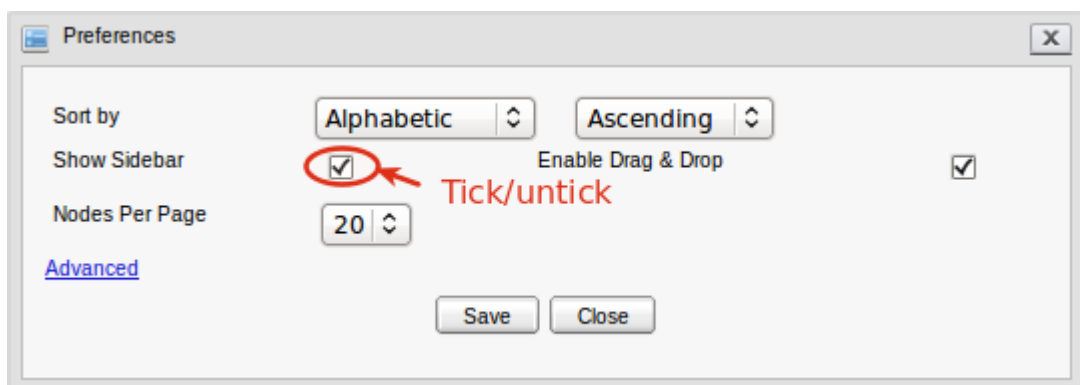 Preferences
X
Sort by Alphabetic Ascending
Show Sidebar Enable Drag & Drop
Tick/untick
Nodes Per Page 20
Advanced
Save Close